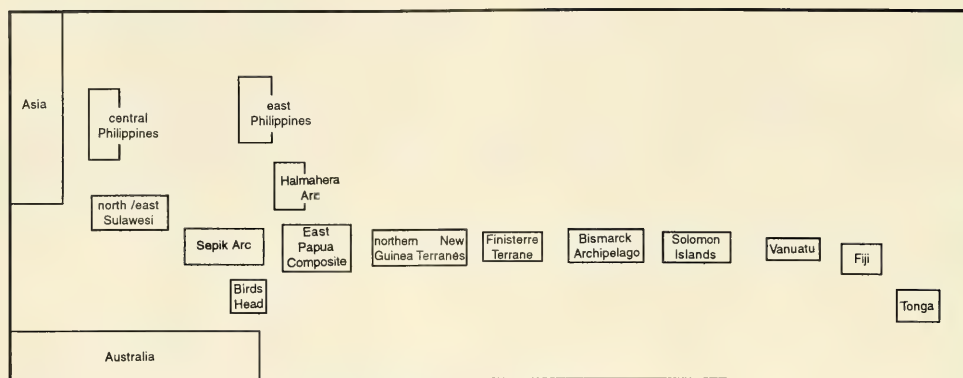 Asia
central
Philippines
east
Philippines
Halmahera
Arc
north /east
Sulawesi
Sepik Arc
East
Papua
Composite
northern New
Guinea Terranes
Finisterre
Terrane
Bismarck
Archipelago
Solomon
Islands
Vanuatu
Fiji
Birds
Head
Tonga
Australia